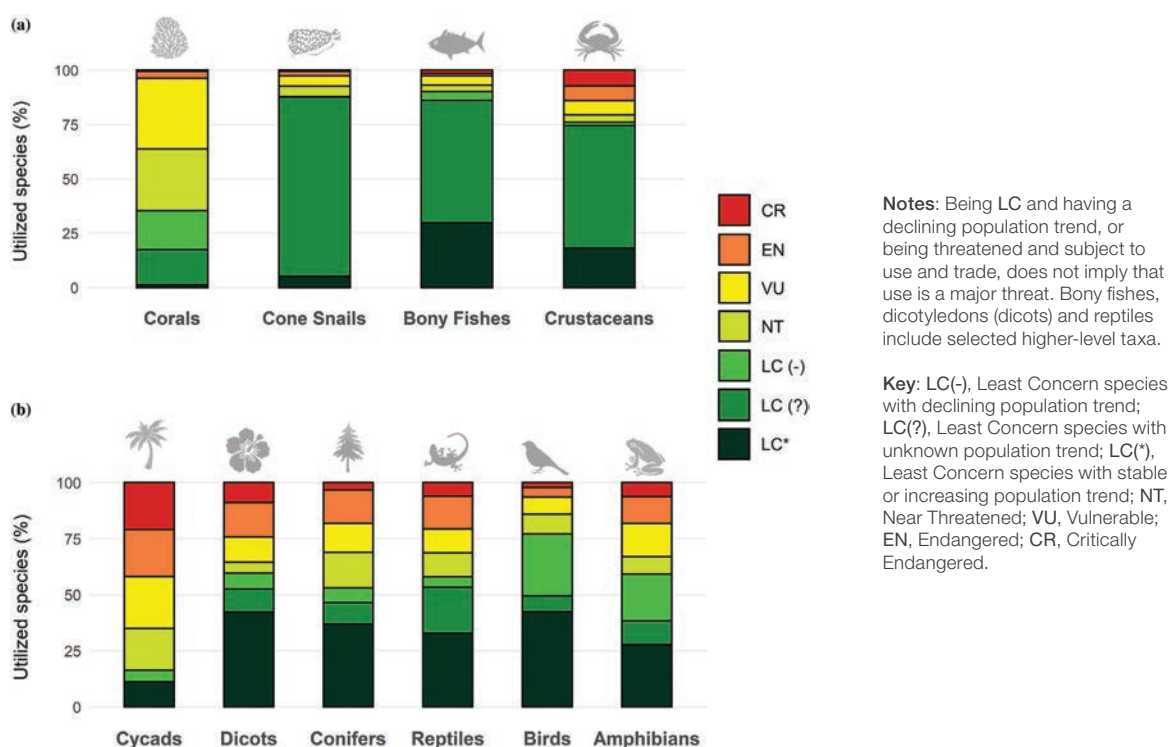 (a)
Utilized species (%)
100
75
50
25
0
Corals
Cone Snails
Bony Fishes
Crustaceans
CR
EN
VU
NT
LC (-)
LC (?)
LC*
(b)
Utilized species (%)
100
75
50
25
0
Cycads
Dicots
Conifers
Reptiles
Birds
Amphibians
Notes: Being LC and having a
declining population trend, or
being threatened and subject to
use and trade, does not imply that
use is a major threat. Bony fishes,
dicotyledons (dicots) and reptiles
include selected higher-level taxa.
Key: LC(-), Least Concern species
with declining population trend;
LC(?), Least Concern species with
unknown population trend; LC(*),
Least Concern species with stable
or increasing population trend; NT,
Near Threatened; VU, Vulnerable;
EN, Endangered; CR, Critically
Endangered.